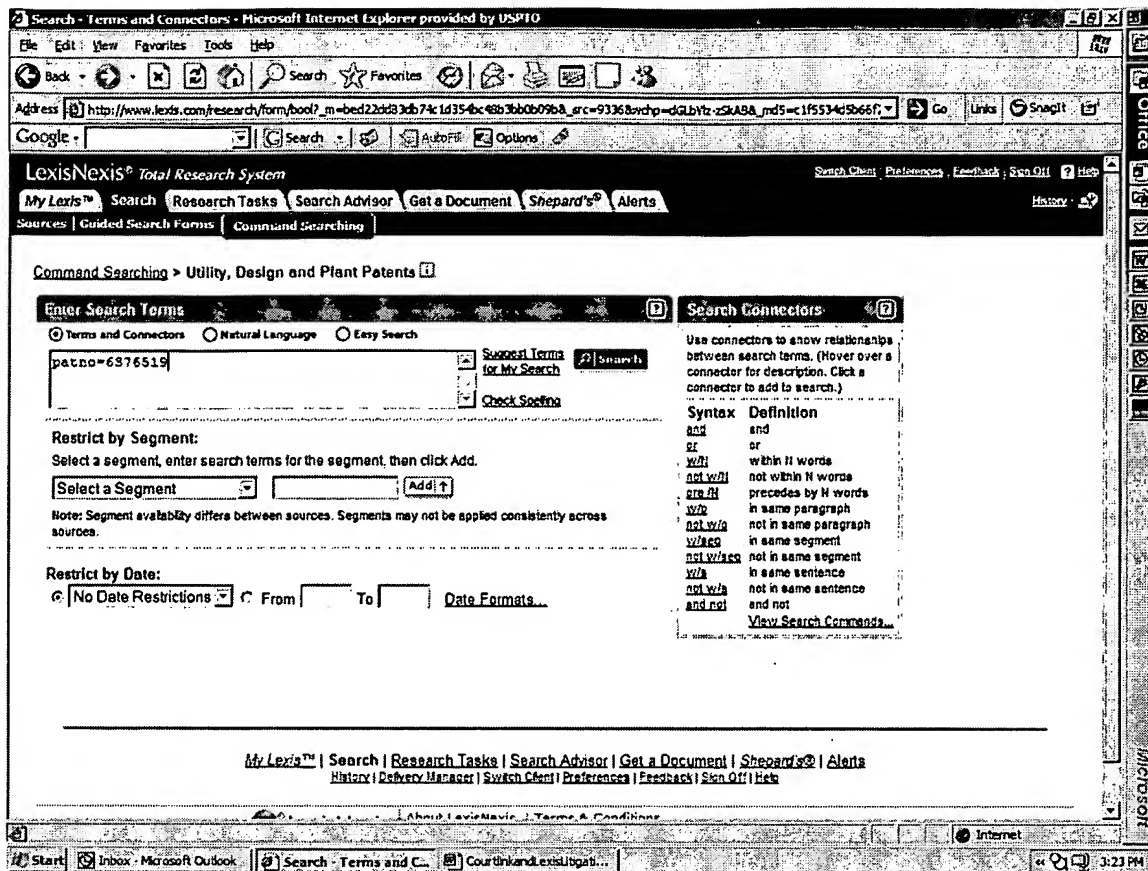 Search - Terms and Connectors - Microsoft Internet Explorer provided by USPTO
File Edit View Favorites Tools Help
Back Search Favorites
Address http://www.lexis.com/research/form/bool?_m=bed22dd83db74c1d354bc48b3bb0b09b&_src=9336&wchp=dGLbVtz-zSkAB&_md5=c1f5534d5b66f; Go Links SnagIt
Google Search AutoFill Options
LexisNexis® Total Research System
Switch Client Preferences Feedback Sign Off ? Help
My Lexis™ Search Research Tasks Search Advisor Get a Document Shepard's® Alerts
History
Sources | Guided Search Forms | Command Searching
Command Searching > Utility, Design and Plant Patents i
Enter Search Terms ?
Terms and Connectors Natural Language Easy Search
patno=6376519
Suggest Terms
for My Search
Search
Check Spelling
Restrict by Segment:
Select a segment, enter search terms for the segment, then click Add.
Select a Segment Add ↑
Note: Segment availability differs between sources. Segments may not be applied consistently across
sources.
Restrict by Date:
No Date Restrictions From To Date Formats...
Search Connectors ?
Use connectors to show relationships
between search terms. (Hover over a
connector for description. Click a
connector to add to search.)
Syntax Definition
and and
or or
w/N within N words
not w/N not within N words
pre /N precedes by N words
w/p in same paragraph
not w/p not in same paragraph
w/seg in same segment
not w/seg not in same segment
w/s in same sentence
not w/s not in same sentence
and not and not
View Search Commands...
My Lexis™ | Search | Research Tasks | Search Advisor | Get a Document | Shepard's® | Alerts
History | Delivery Manager | Switch Client | Preferences | Feedback | Sign Off | Help
About LexisNexis | Terms & Conditions
Internet
Start Inbox - Microsoft Outlook Search - Terms and C... CourtlinkandLexisLitigati... 3:23 PM
Office
Microsoft